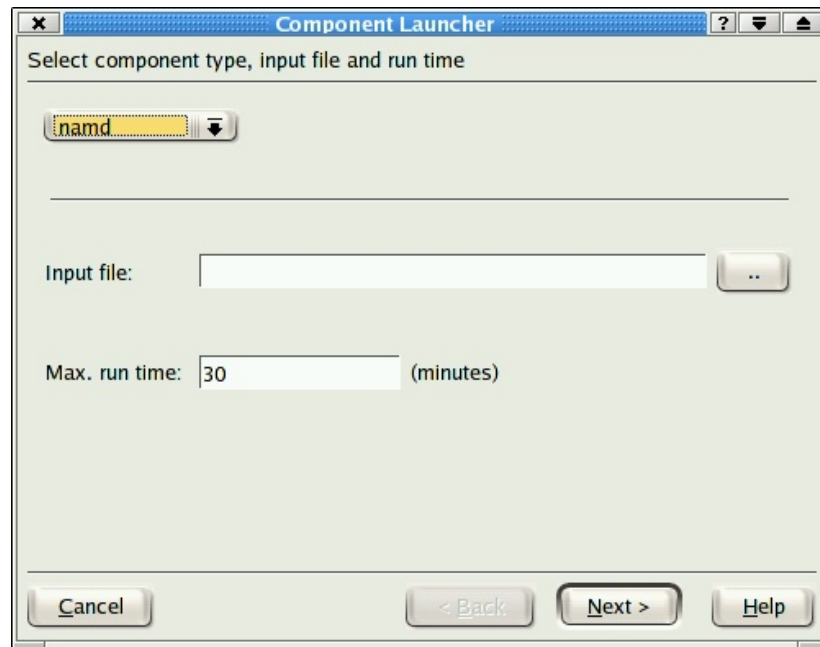 Component Launcher ?
Select component type, input file and run time
namd
Input file: ..
Max. run time: 30 (minutes)
Cancel < Back Next > Help